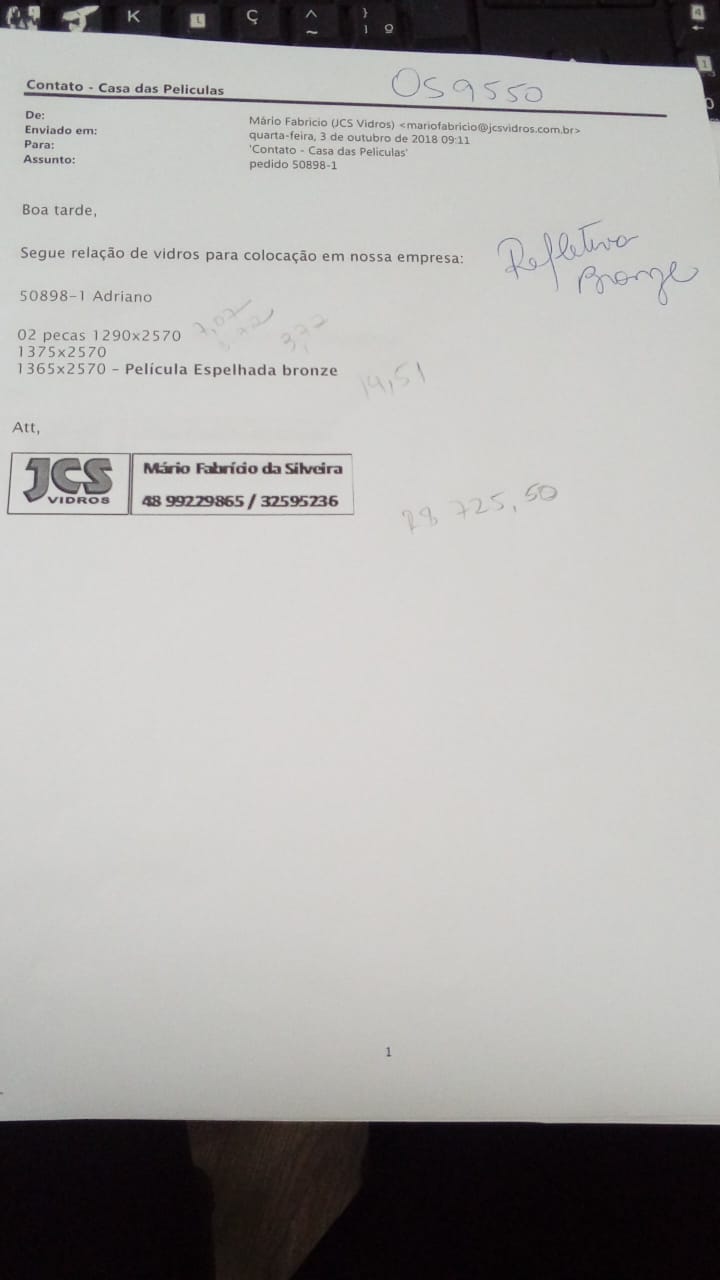 K L Ç ^ ~ } ] º
Contato - Casa das Peliculas
OS 9550
De: Mário Fabricio (JCS Vidros) <mariofabricio@jcsvidros.com.br>
Enviado em: quarta-feira, 3 de outubro de 2018 09:11
Para: 'Contato - Casa das Peliculas'
Assunto: pedido 50898-1
Boa tarde,
Segue relação de vidros para colocação em nossa empresa:
Refletivo
Bronze
50898-1 Adriano
02 pecas 1290x2570
1375x2570
1365x2570 - Película Espelhada bronze
14,51
Att,
JCS
VIDROS
Mário Fabrício da Silveira
48 99229865 / 32595236
725,50
1